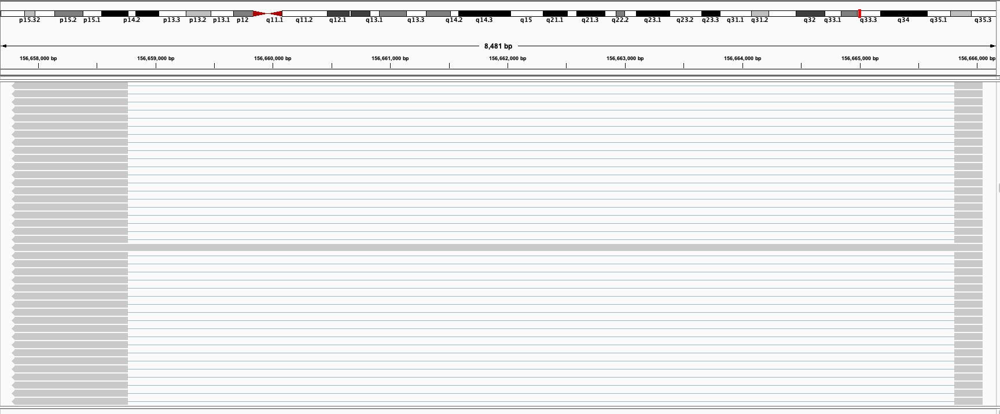 p15.32 p15.2 p15.1 p14.2 p13.3 p13.2 p13.1 p12 q11.1 q11.2 q12.1 q13.1 q13.3 q14.2 q14.3 q15 q21.1 q21.3 q22.2 q23.1 q23.2 q23.3 q31.1 q31.2 q32 q33.1 q33.3 q34 q35.1 q35.3
8,481 bp
156,658,000 bp 156,659,000 bp 156,660,000 bp 156,661,000 bp 156,662,000 bp 156,663,000 bp 156,664,000 bp 156,665,000 bp 156,666,000 bp